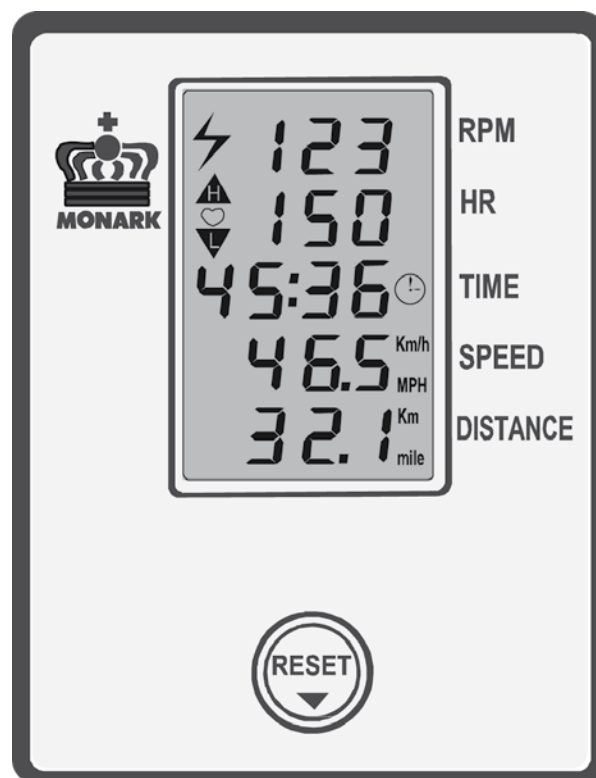 123 RPM
H
150 HR
L
MONARK
45:36 TIME
46.5 Km/h MPH SPEED
32.1 Km mile DISTANCE
RESET